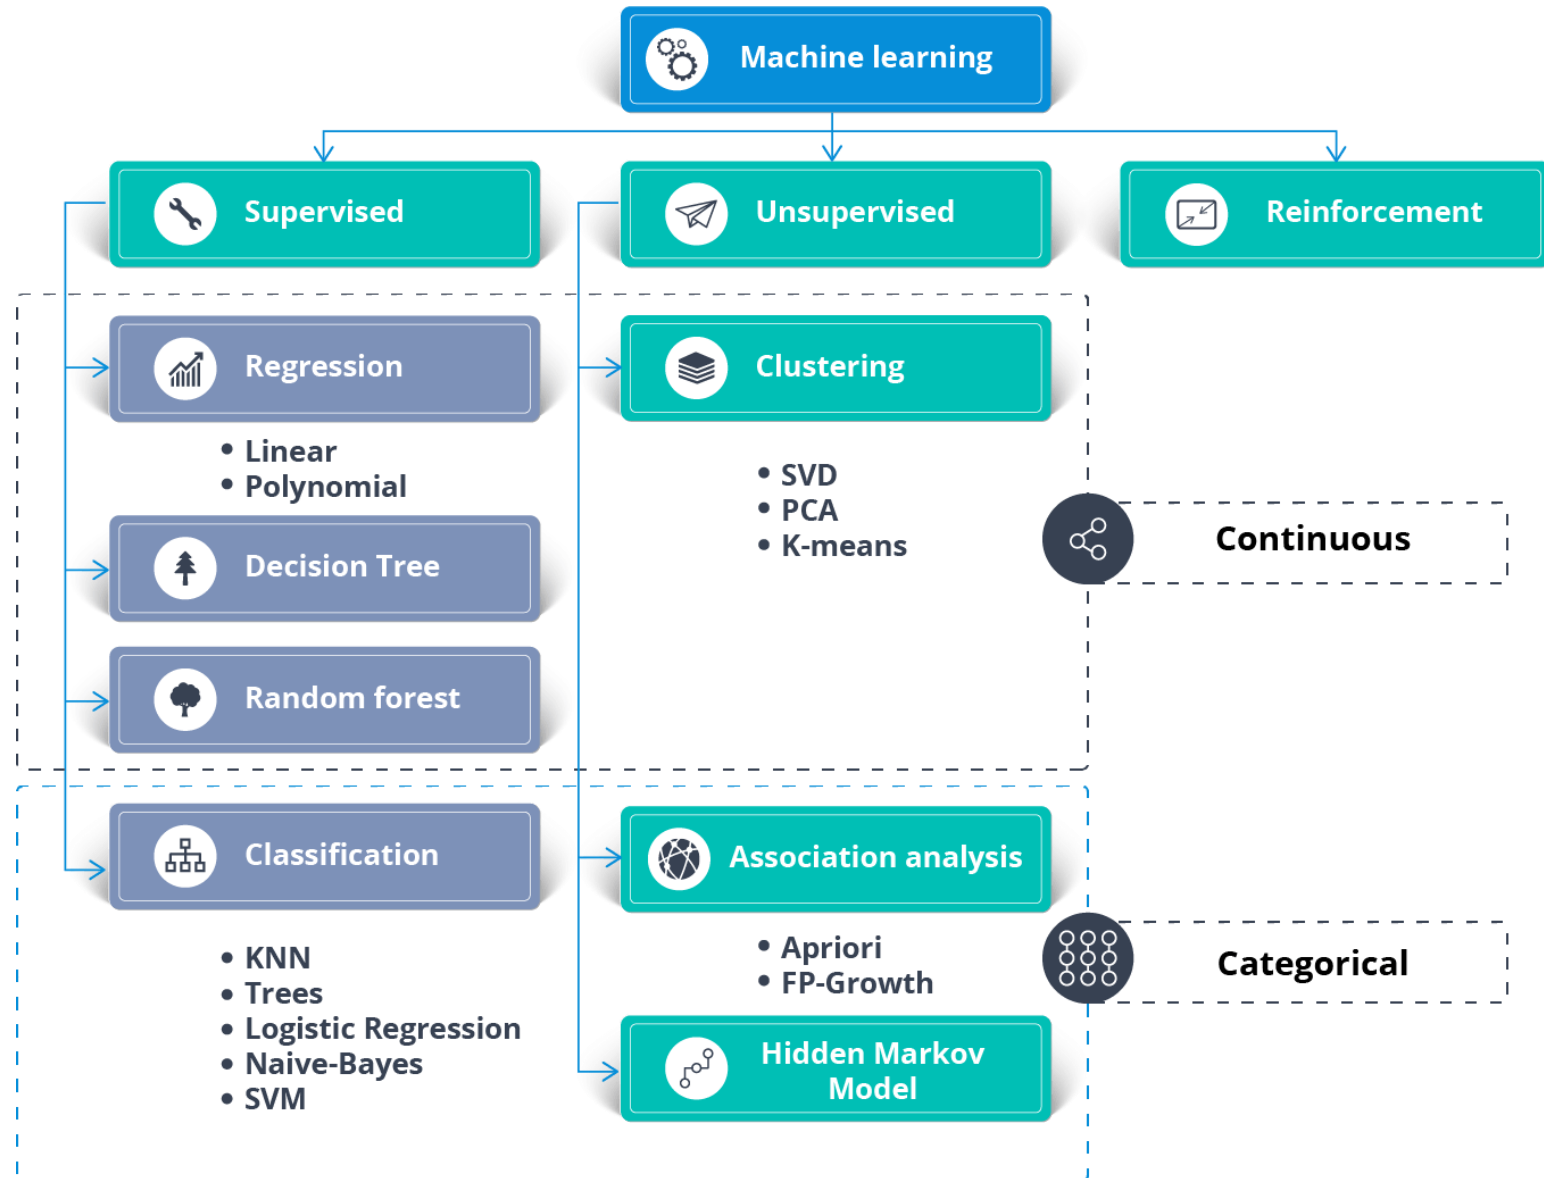 Machine learning
Supervised
Unsupervised
Reinforcement
Regression
• Linear
• Polynomial
Decision Tree
Random forest
Clustering
• SVD
• PCA
• K-means
Continuous
Classification
• KNN
• Trees
• Logistic Regression
• Naive-Bayes
• SVM
Association analysis
• Apriori
• FP-Growth
Hidden Markov
Model
Categorical